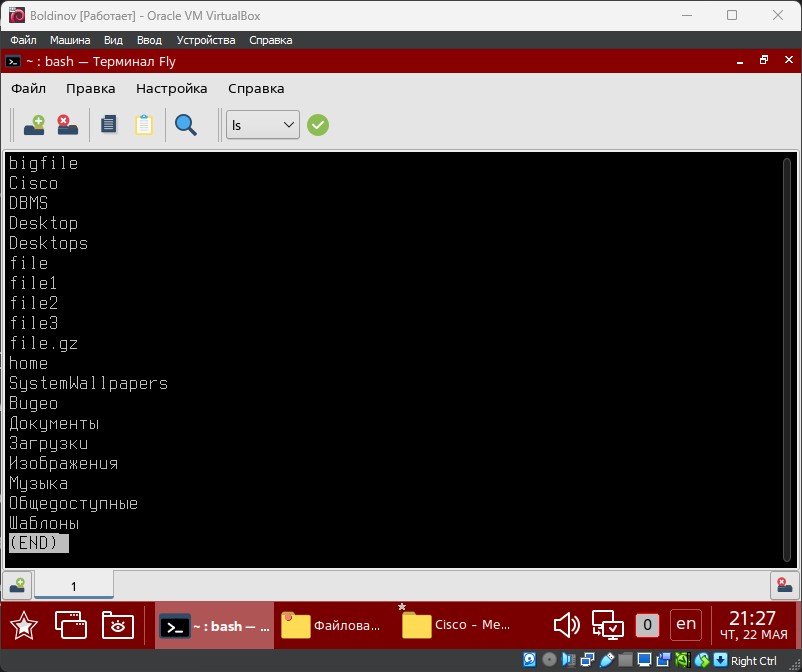 Boldinov [Работает] - Oracle VM VirtualBox
Файл Машина Вид Ввод Устройства Справка
~ : bash — Терминал Fly
Файл Правка Настройка Справка
ls
bigfile
Cisco
DBMS
Desktop
Desktops
file
file1
file2
file3
file.gz
home
SystemWallpapers
Видео
Документы
Загрузки
Изображения
Музыка
Общедоступные
Шаблоны
(END)
1
~ : bash — ...
Файлова...
* Cisco – Me...
0
en
21:27
ЧТ, 22 МАЯ
Right Ctrl